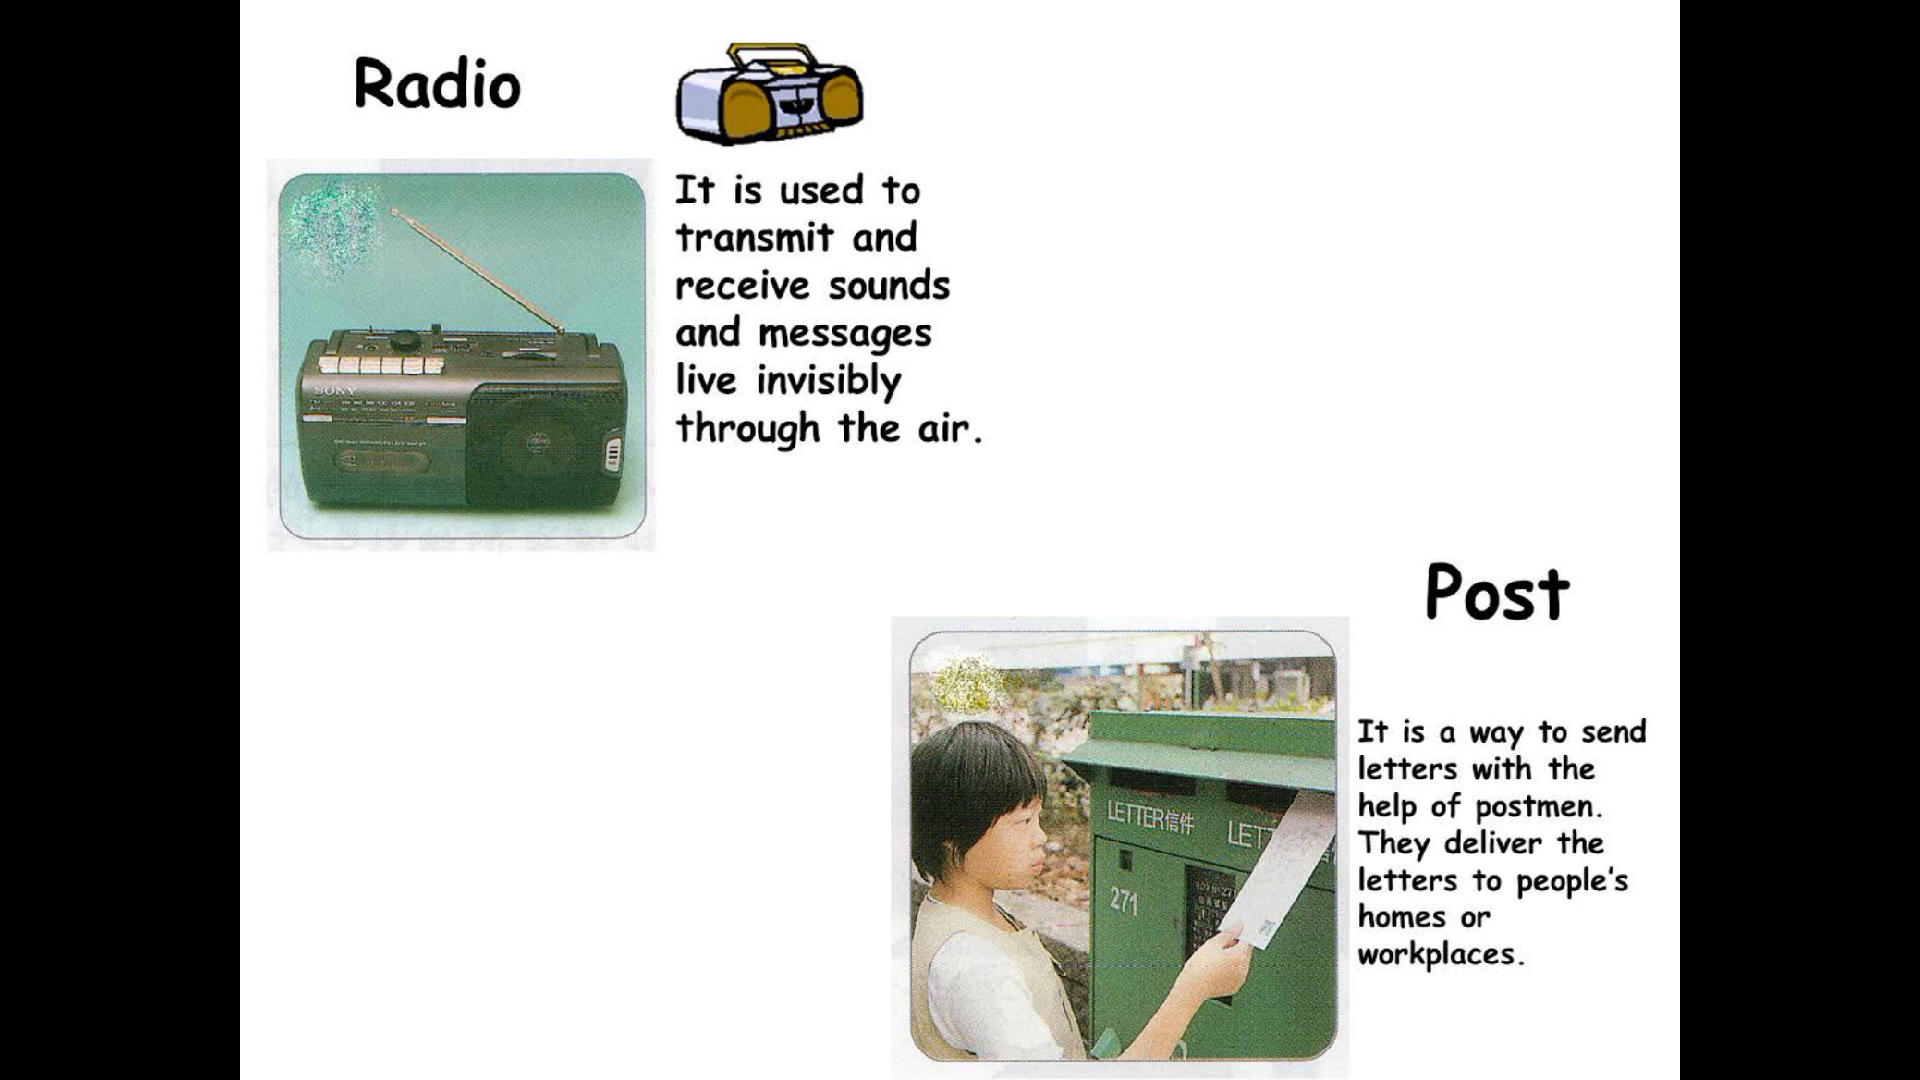 Radio
It is used to
transmit and
receive sounds
and messages
live invisibly
through the air.
SONY
Post
It is a way to send
letters with the
help of postmen.
They deliver the
letters to people's
homes or
workplaces.
LETTER信件
LET
271